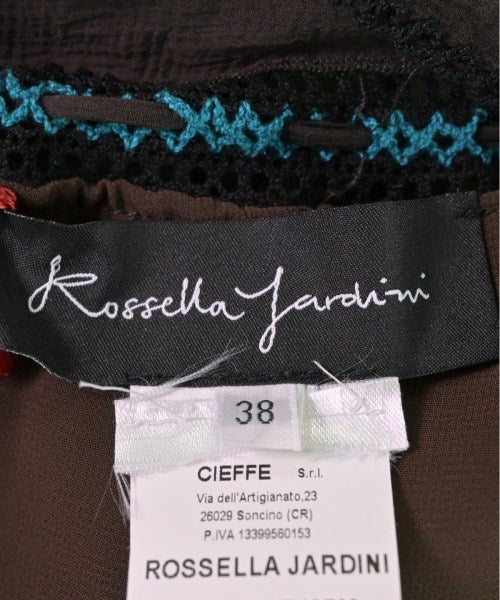 Rossella Jardini
38
CIEFFE S.r.l.
Via dell'Artigianato,23
26029 Soncino (CR)
P.IVA 13399560153
ROSSELLA JARDINI